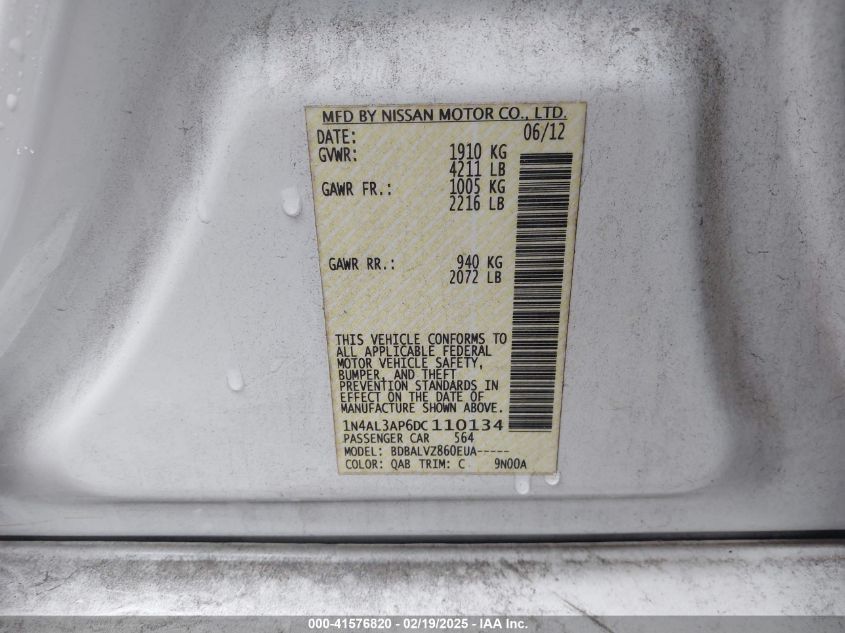 MFD BY NISSAN MOTOR CO., LTD.
DATE: 06/12
GVWR: 1910 KG
4211 LB
GAWR FR.: 1005 KG
2216 LB
GAWR RR.: 940 KG
2072 LB
THIS VEHICLE CONFORMS TO
ALL APPLICABLE FEDERAL
MOTOR VEHICLE SAFETY,
BUMPER, AND THEFT
PREVENTION STANDARDS IN
EFFECT ON THE DATE OF
MANUFACTURE SHOWN ABOVE.
1N4AL3AP6DC110134
PASSENGER CAR 564
MODEL: BDBALVZ860EUA-----
COLOR: QAB TRIM: C 9N00A
000-41576820 - 02/19/2025 - IAA Inc.